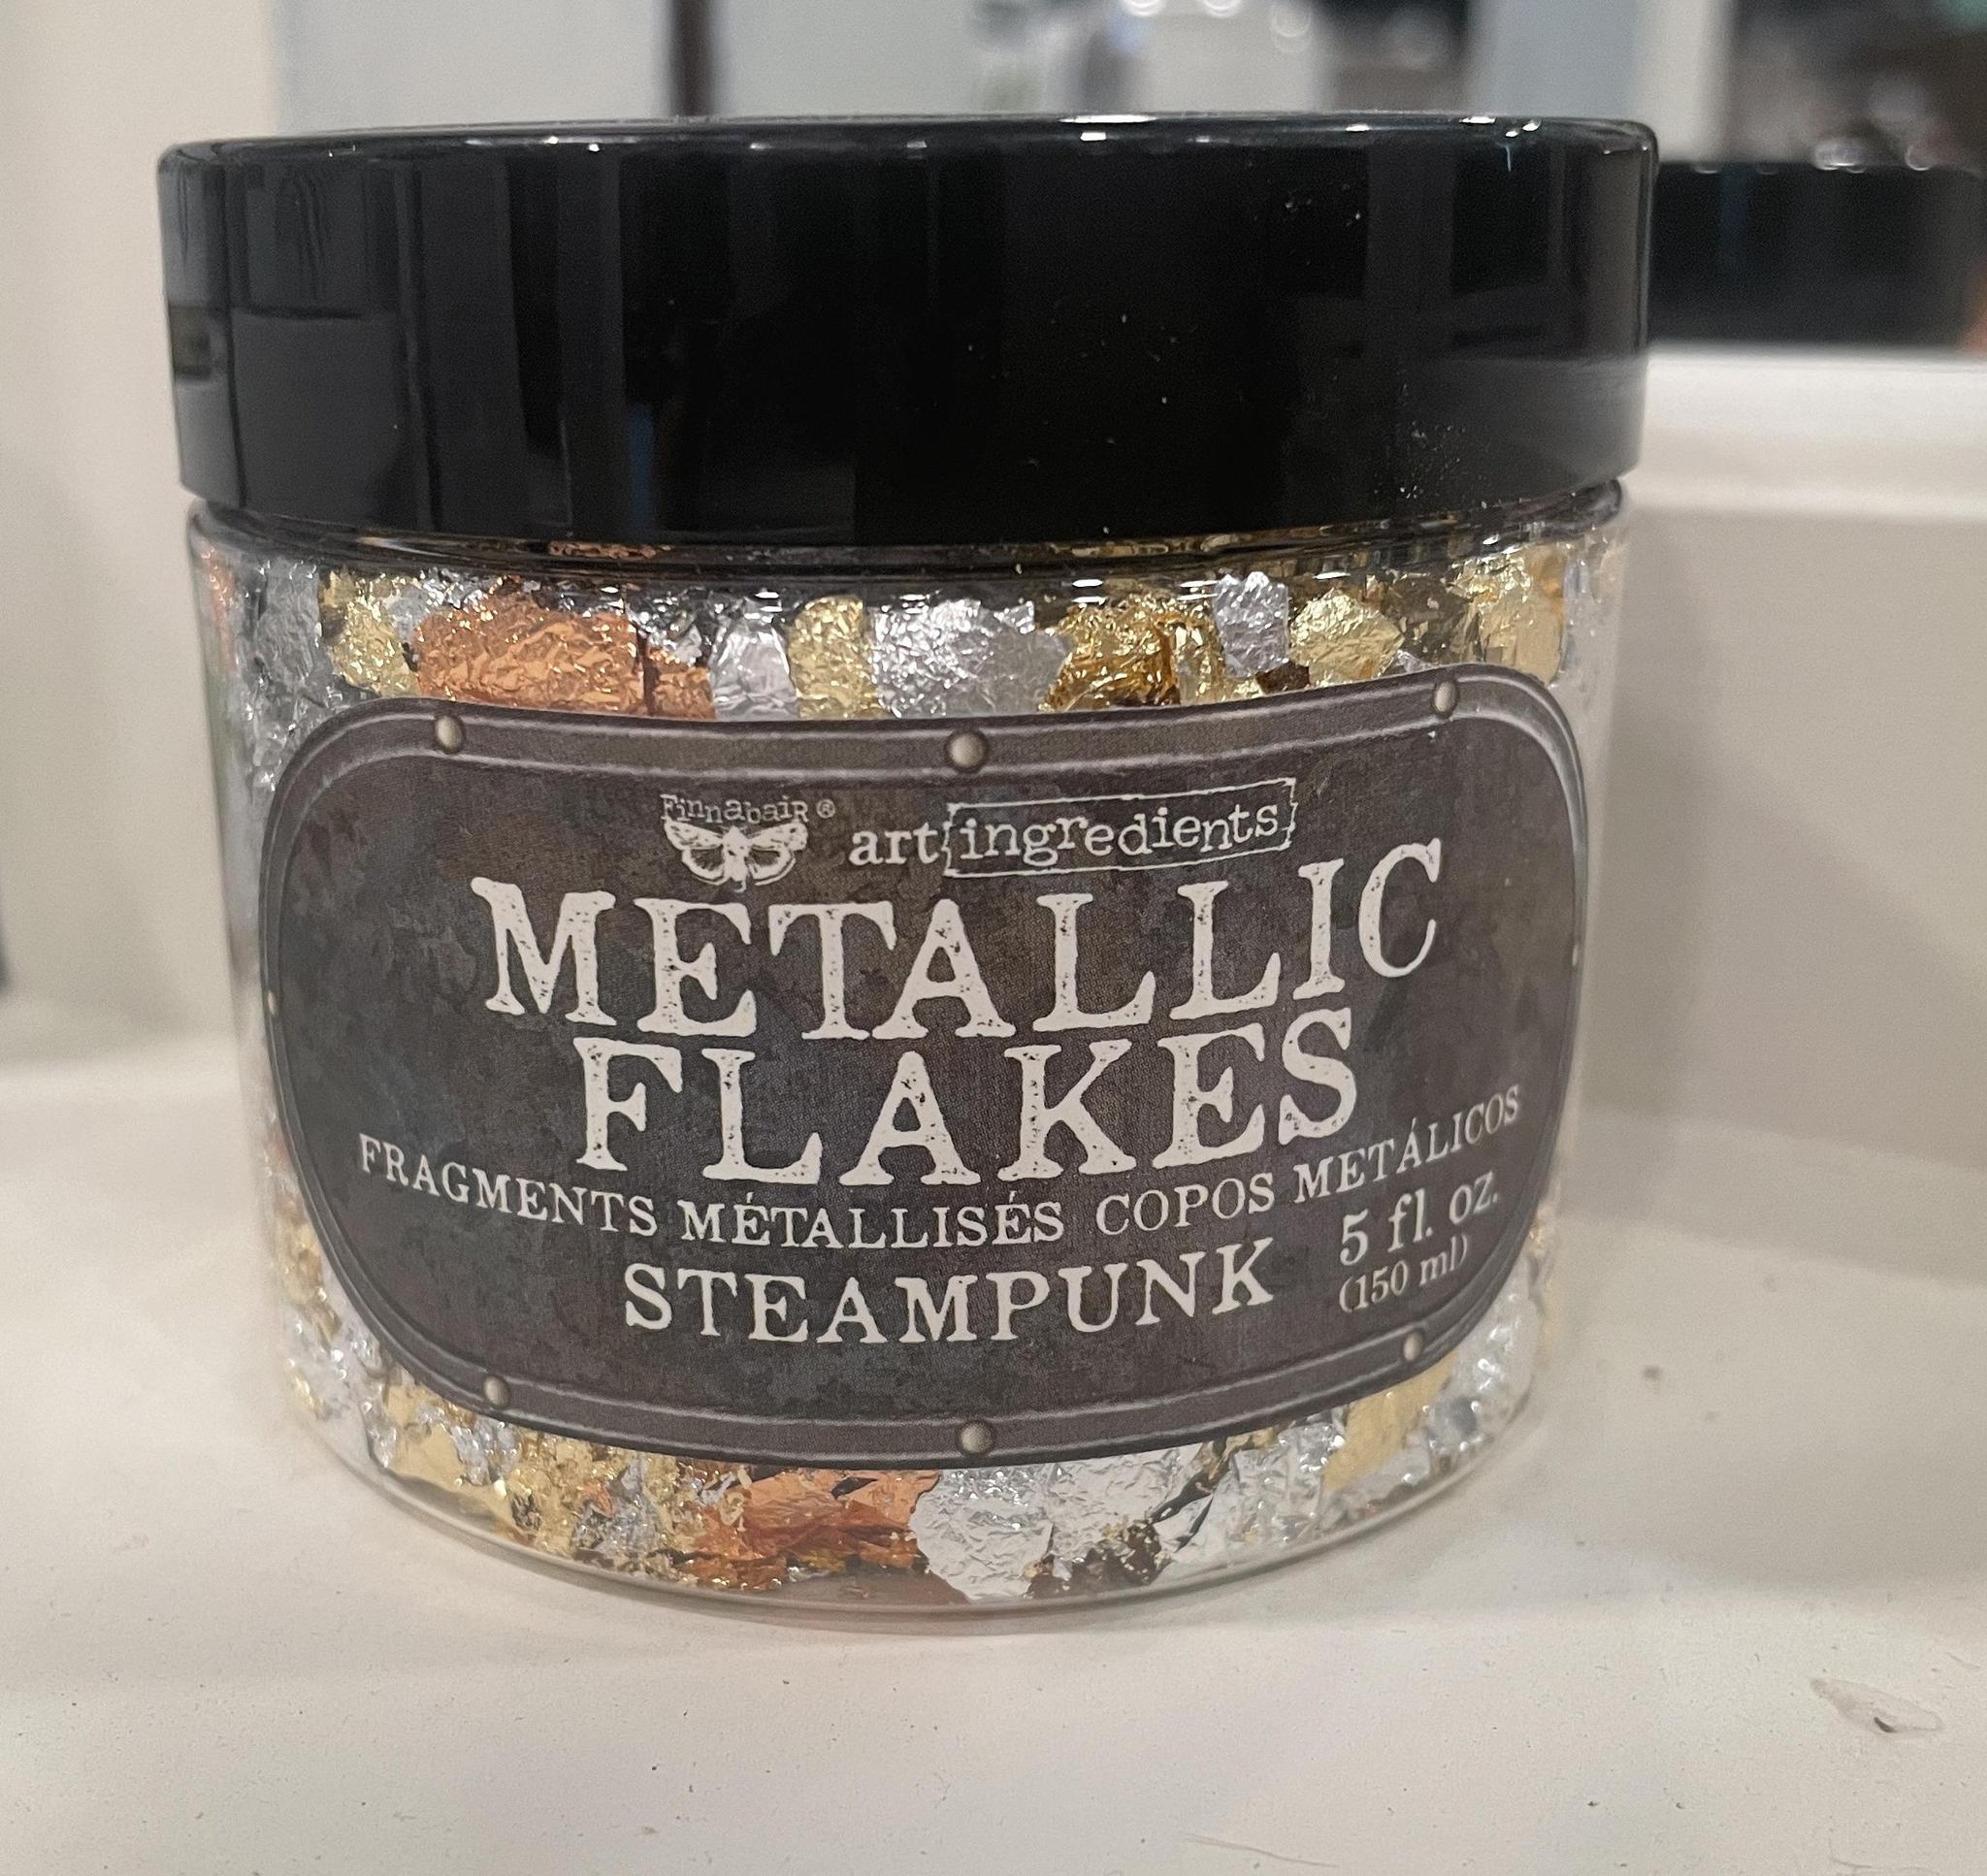 Finnabair® art ingredients
METALLIC
FLAKES
FRAGMENTS MÉTALLISÉS COPOS METÁLICOS
STEAMPUNK
5 fl. oz.
(150 ml)